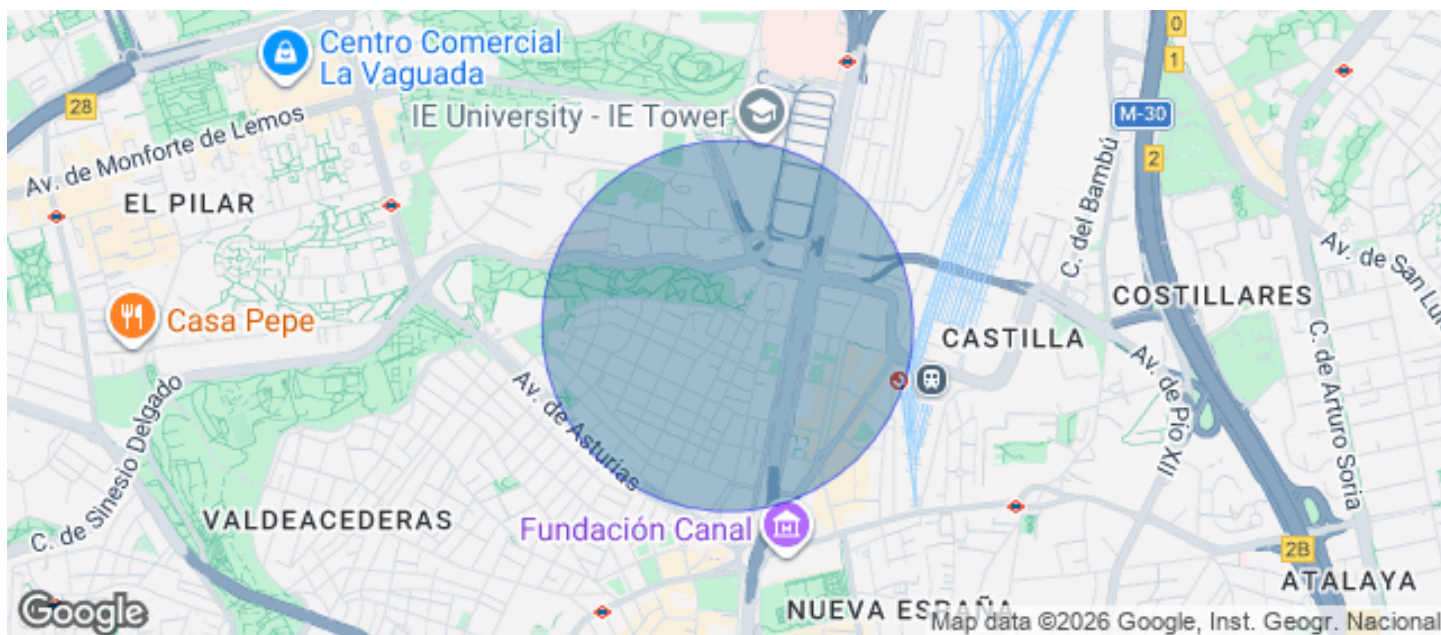 Centro Comercial
La Vaguada
0
1
28
IE University - IE Tower
M-30
Av. de Monforte de Lemos
2
C. del Bambú
EL PILAR
Av. de San Luis
COSTILLARES
Casa Pepe
CASTILLA
Av. de Pío XII
C. de Arturo Soria
Av. de Asturias
C. de Sinesio Delgado
VALDEACEDERAS
Fundación Canal
2B
ATALAYA
NUEVA ESPAÑA
Google
Map data ©2026 Google, Inst. Geogr. Nacional